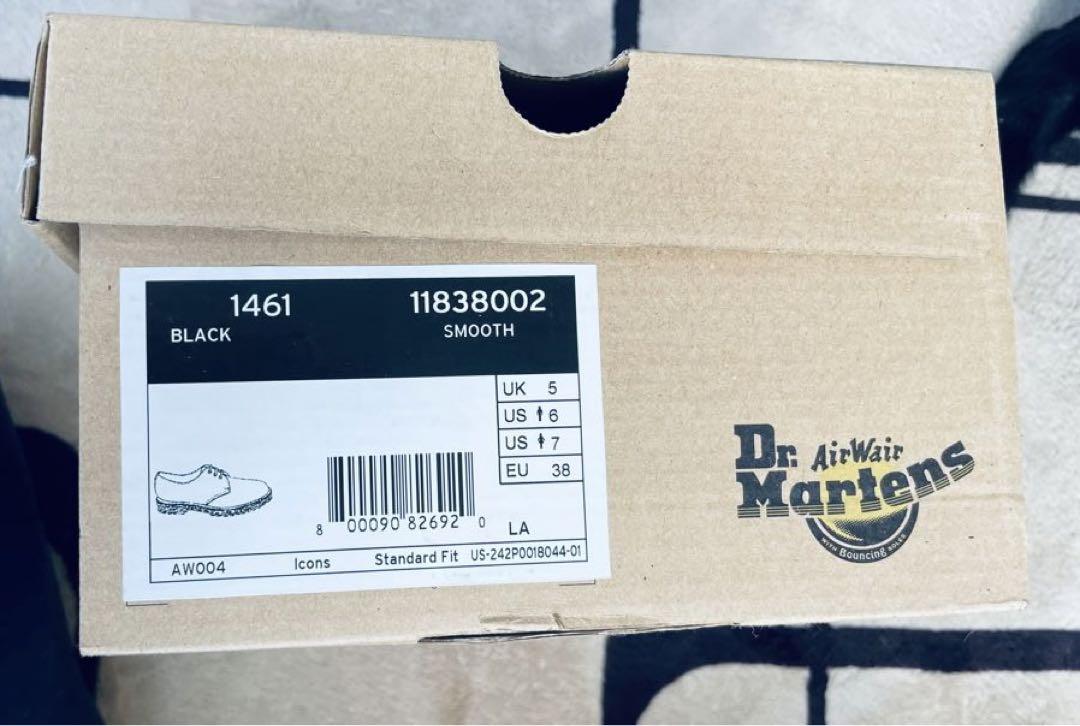 1461 11838002
BLACK SMOOTH
UK 5
US 6
US 7
EU 38
8 00090 82692 0
LA
AW004 Icons Standard Fit US-242P0018044-01
Dr. AirWair
Martens
WITH Bouncing SOLES